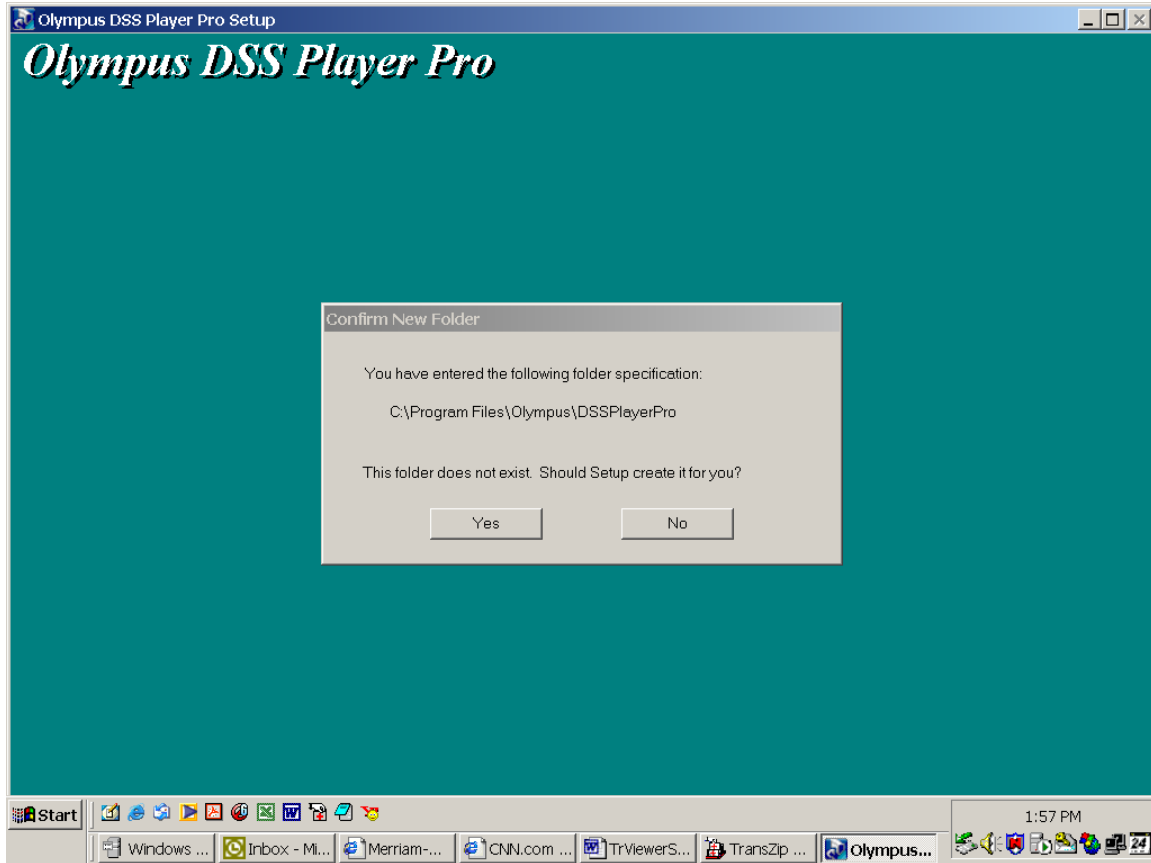 Olympus DSS Player Pro Setup
Olympus DSS Player Pro
Confirm New Folder
You have entered the following folder specification:
C:\Program Files\Olympus\DSSPlayerPro
This folder does not exist. Should Setup create it for you?
Yes No
Start 1:57 PM
Windows ... Inbox - Mi... Merriam-... CNN.com ... TrViewerS... TransZip ... Olympus... 24